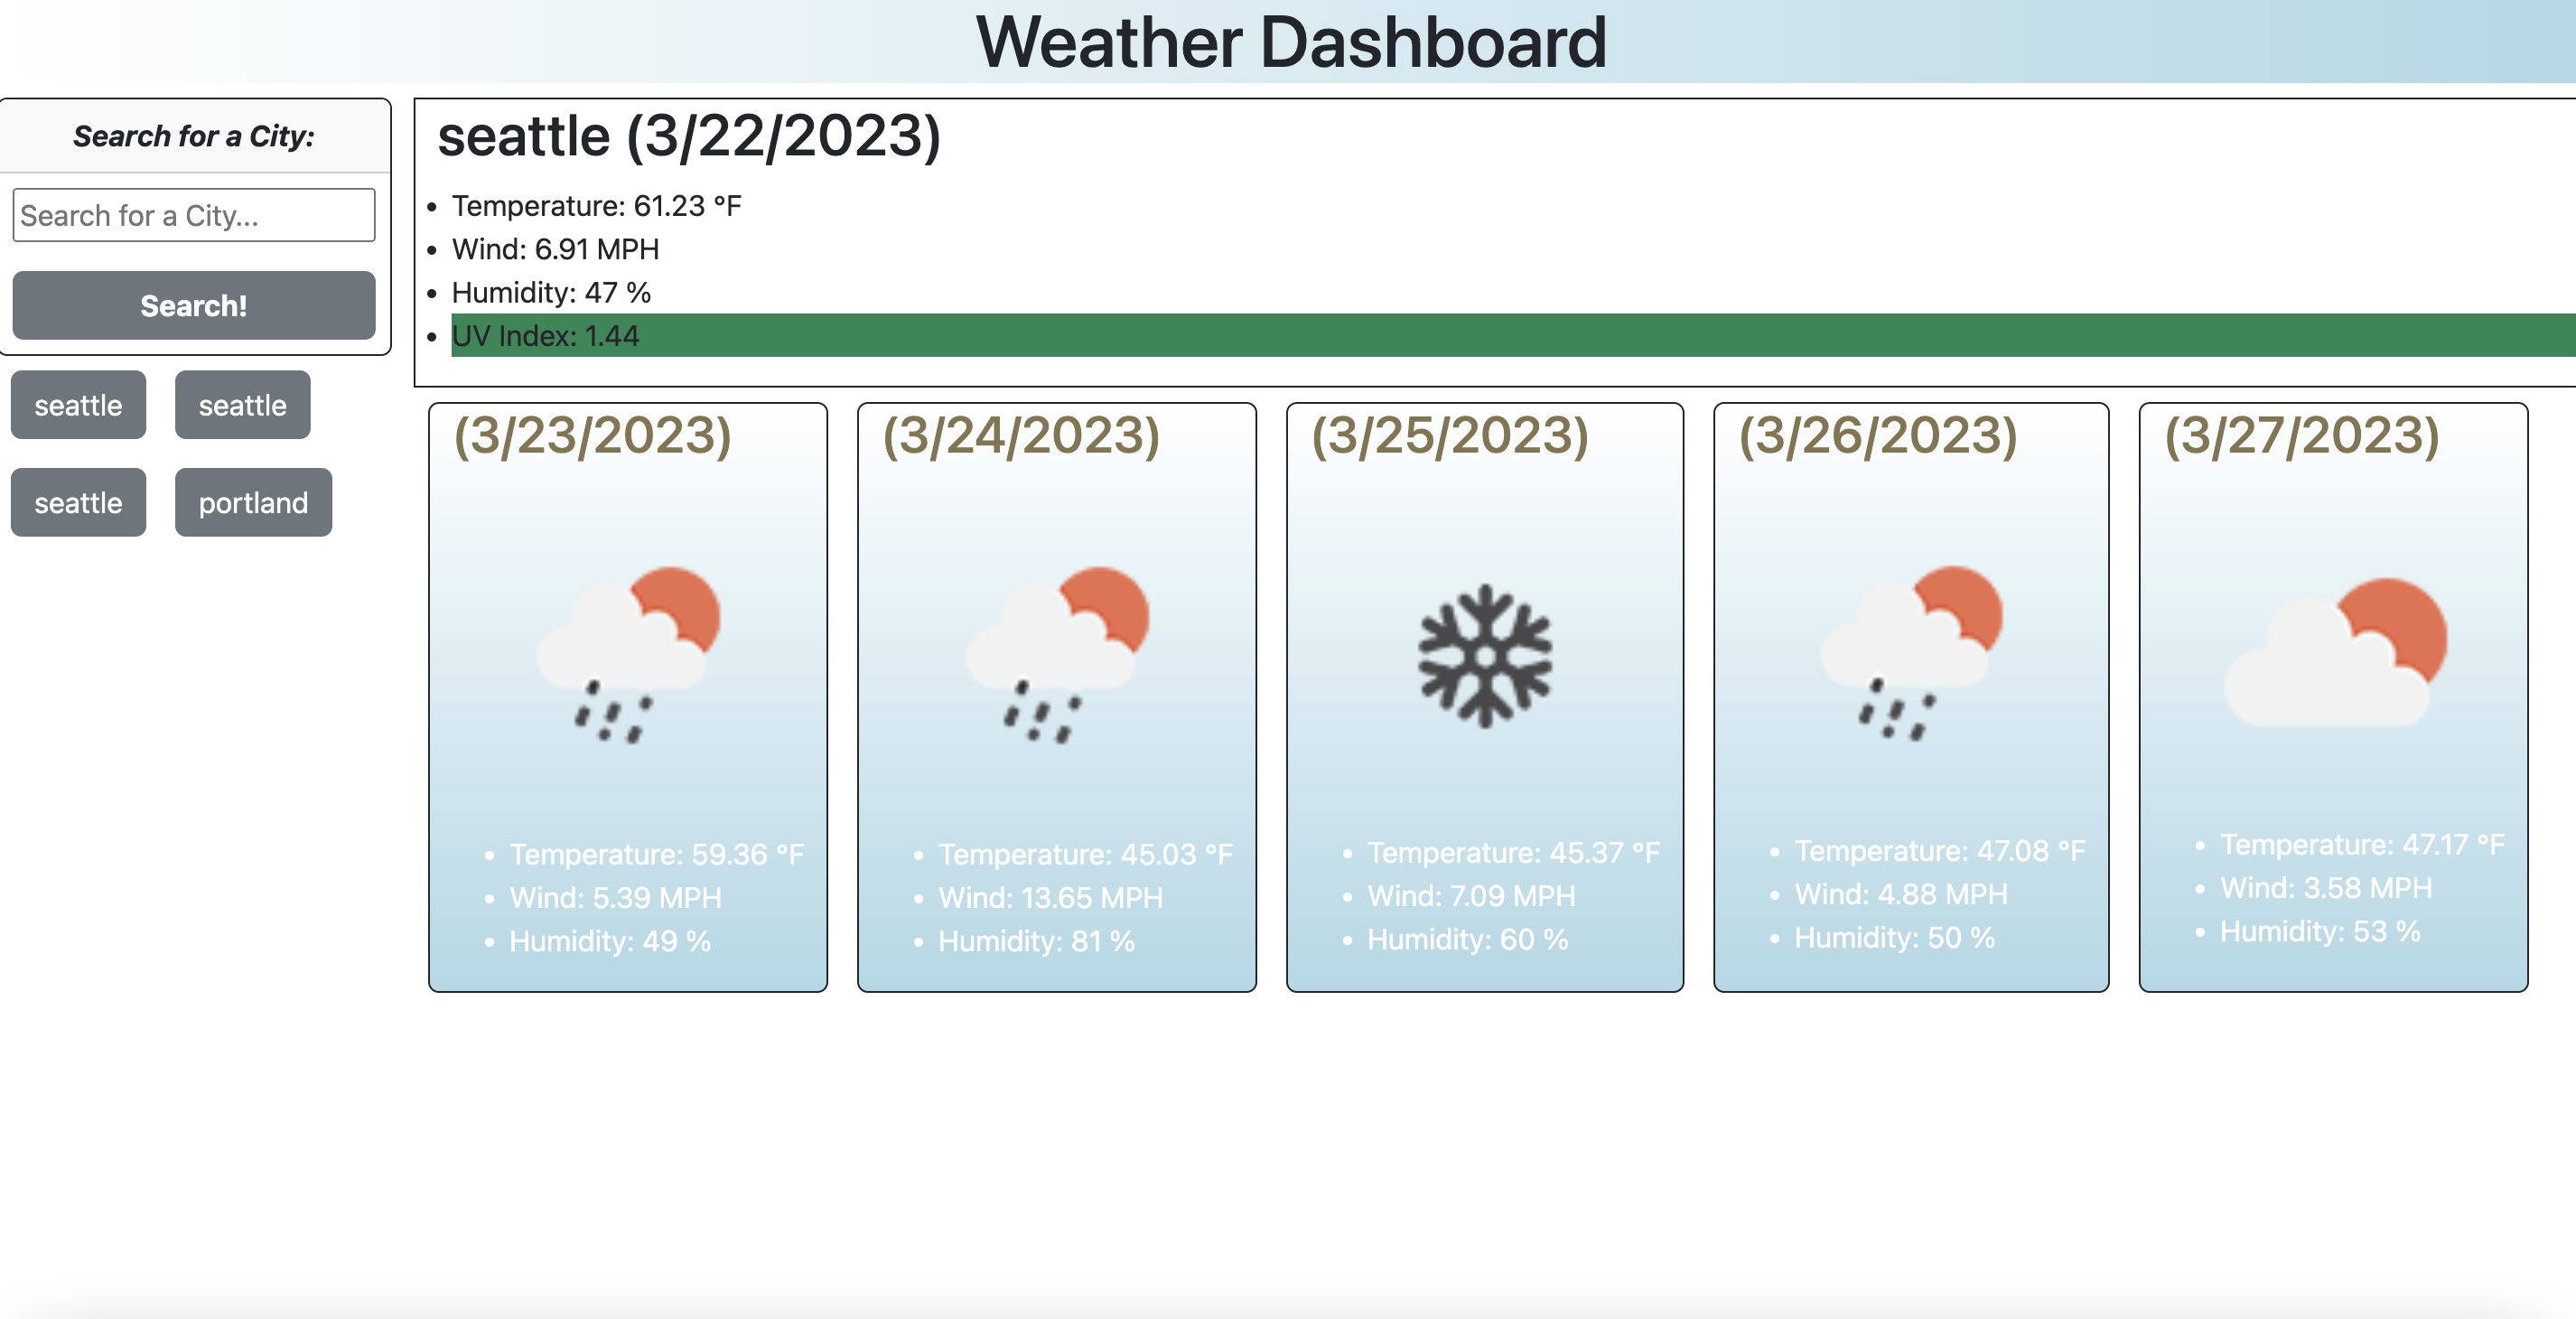 Weather Dashboard
Search for a City:
Search for a City...
Search!
seattle seattle
seattle portland
seattle (3/22/2023)
Temperature: 61.23 °F
Wind: 6.91 MPH
Humidity: 47 %
UV Index: 1.44
(3/23/2023)
Temperature: 59.36 °F
Wind: 5.39 MPH
Humidity: 49 %
(3/24/2023)
Temperature: 45.03 °F
Wind: 13.65 MPH
Humidity: 81 %
(3/25/2023)
Temperature: 45.37 °F
Wind: 7.09 MPH
Humidity: 60 %
(3/26/2023)
Temperature: 47.08 °F
Wind: 4.88 MPH
Humidity: 50 %
(3/27/2023)
Temperature: 47.17 °F
Wind: 3.58 MPH
Humidity: 53 %